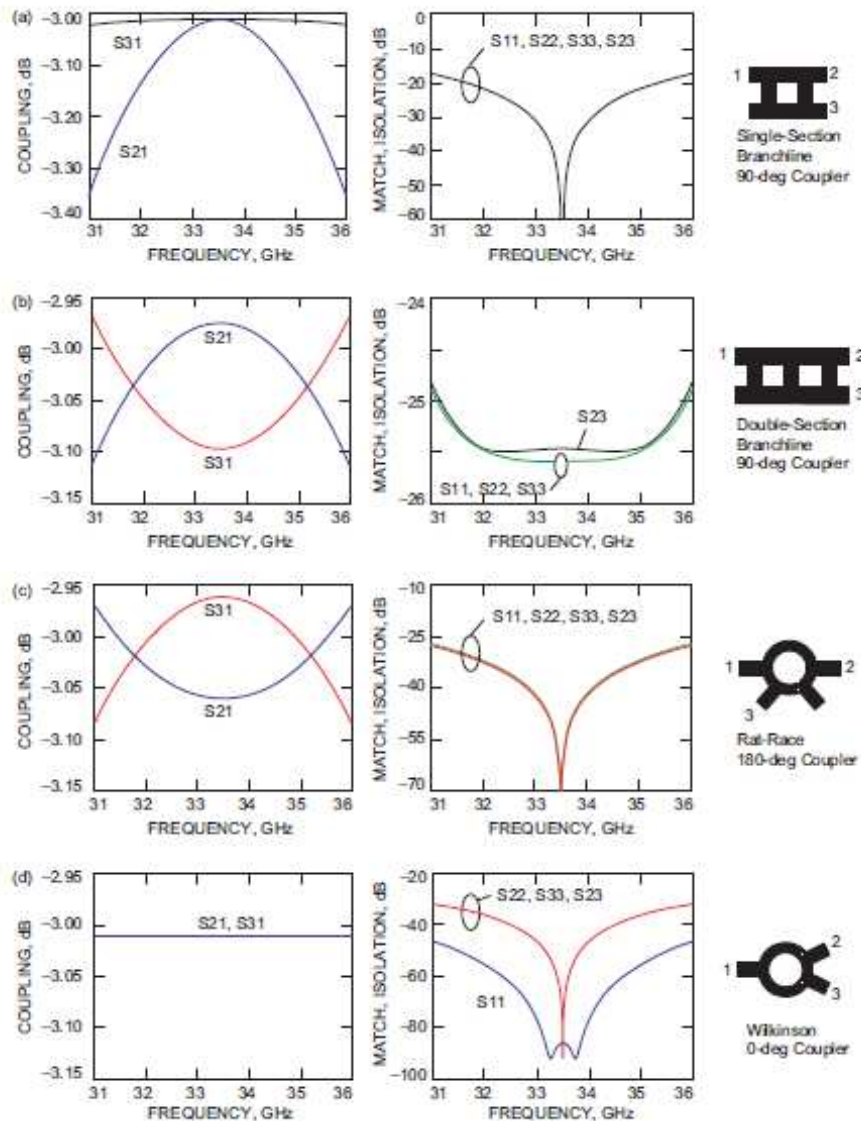 (a)
COUPLING, dB
−3.00
−3.10
−3.20
−3.30
−3.40
S31
S21
31 32 33 34 35 36
FREQUENCY, GHz
MATCH, ISOLATION, dB
0
−10
−20
−30
−40
−50
−60
S11, S22, S33, S23
31 32 33 34 35 36
FREQUENCY, GHz
1 2
3
Single-Section
Branchline
90-deg Coupler
(b)
COUPLING, dB
−2.95
−3.00
−3.05
−3.10
−3.15
S21
S31
31 32 33 34 35 36
FREQUENCY, GHz
MATCH, ISOLATION, dB
−24
−25
−26
S23
S11, S22, S33
31 32 33 34 35 36
FREQUENCY, GHz
1 2
3
Double-Section
Branchline
90-deg Coupler
(c)
COUPLING, dB
−2.95
−3.00
−3.05
−3.10
−3.15
S31
S21
31 32 33 34 35 36
FREQUENCY, GHz
MATCH, ISOLATION, dB
−10
−25
−40
−55
−70
S11, S22, S33, S23
31 32 33 34 35 36
FREQUENCY, GHz
1 2
3
Rat-Race
180-deg Coupler
(d)
COUPLING, dB
−2.95
−3.00
−3.05
−3.10
−3.15
S21, S31
31 32 33 34 35 36
FREQUENCY, GHz
MATCH, ISOLATION, dB
−20
−40
−60
−80
−100
S22, S33, S23
S11
31 32 33 34 35 36
FREQUENCY, GHz
2
1
3
Wilkinson
0-deg Coupler